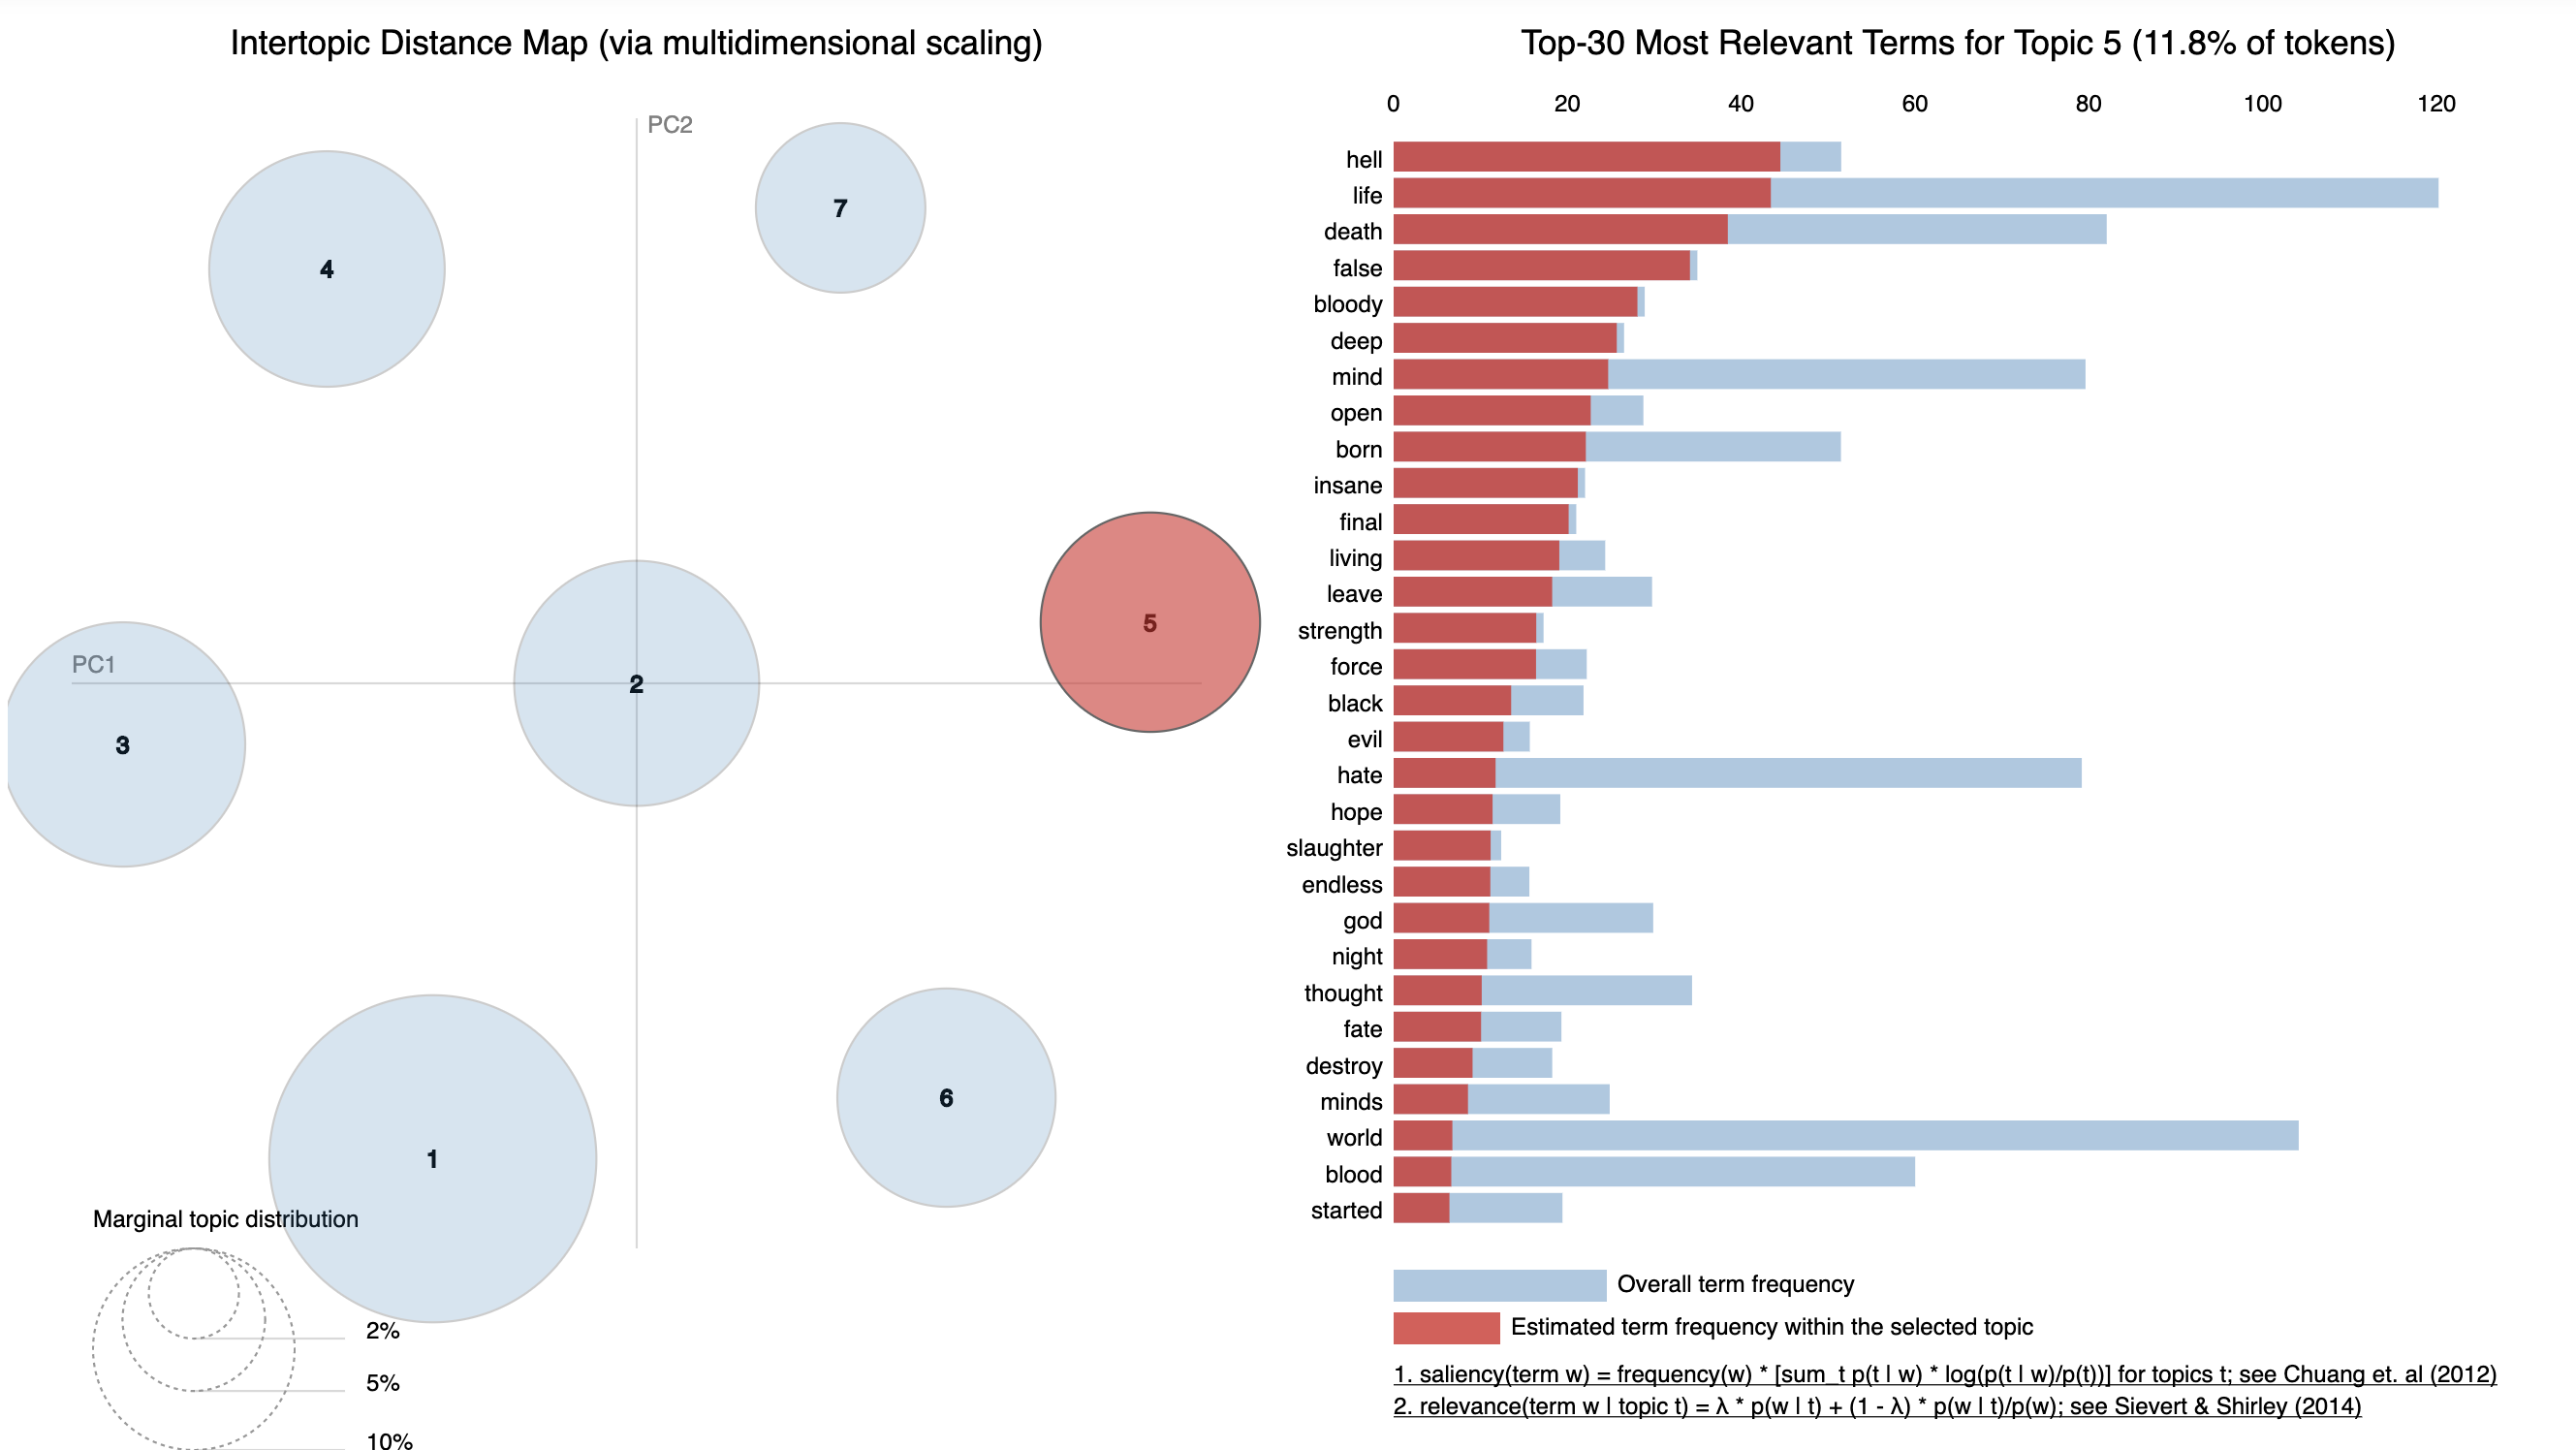 Intertopic Distance Map (via multidimensional scaling)
PC2
PC1
4
7
5
2
3
6
1
Marginal topic distribution
2%
5%
10%
Top-30 Most Relevant Terms for Topic 5 (11.8% of tokens)
0 20 40 60 80 100 120
hell
life
death
false
bloody
deep
mind
open
born
insane
final
living
leave
strength
force
black
evil
hate
hope
slaughter
endless
god
night
thought
fate
destroy
minds
world
blood
started
Overall term frequency
Estimated term frequency within the selected topic
1. saliency(term w) = frequency(w) * [sum_t p(t | w) * log(p(t | w)/p(t))] for topics t; see Chuang et. al (2012)
2. relevance(term w | topic t) = λ * p(w | t) + (1 - λ) * p(w | t)/p(w); see Sievert & Shirley (2014)